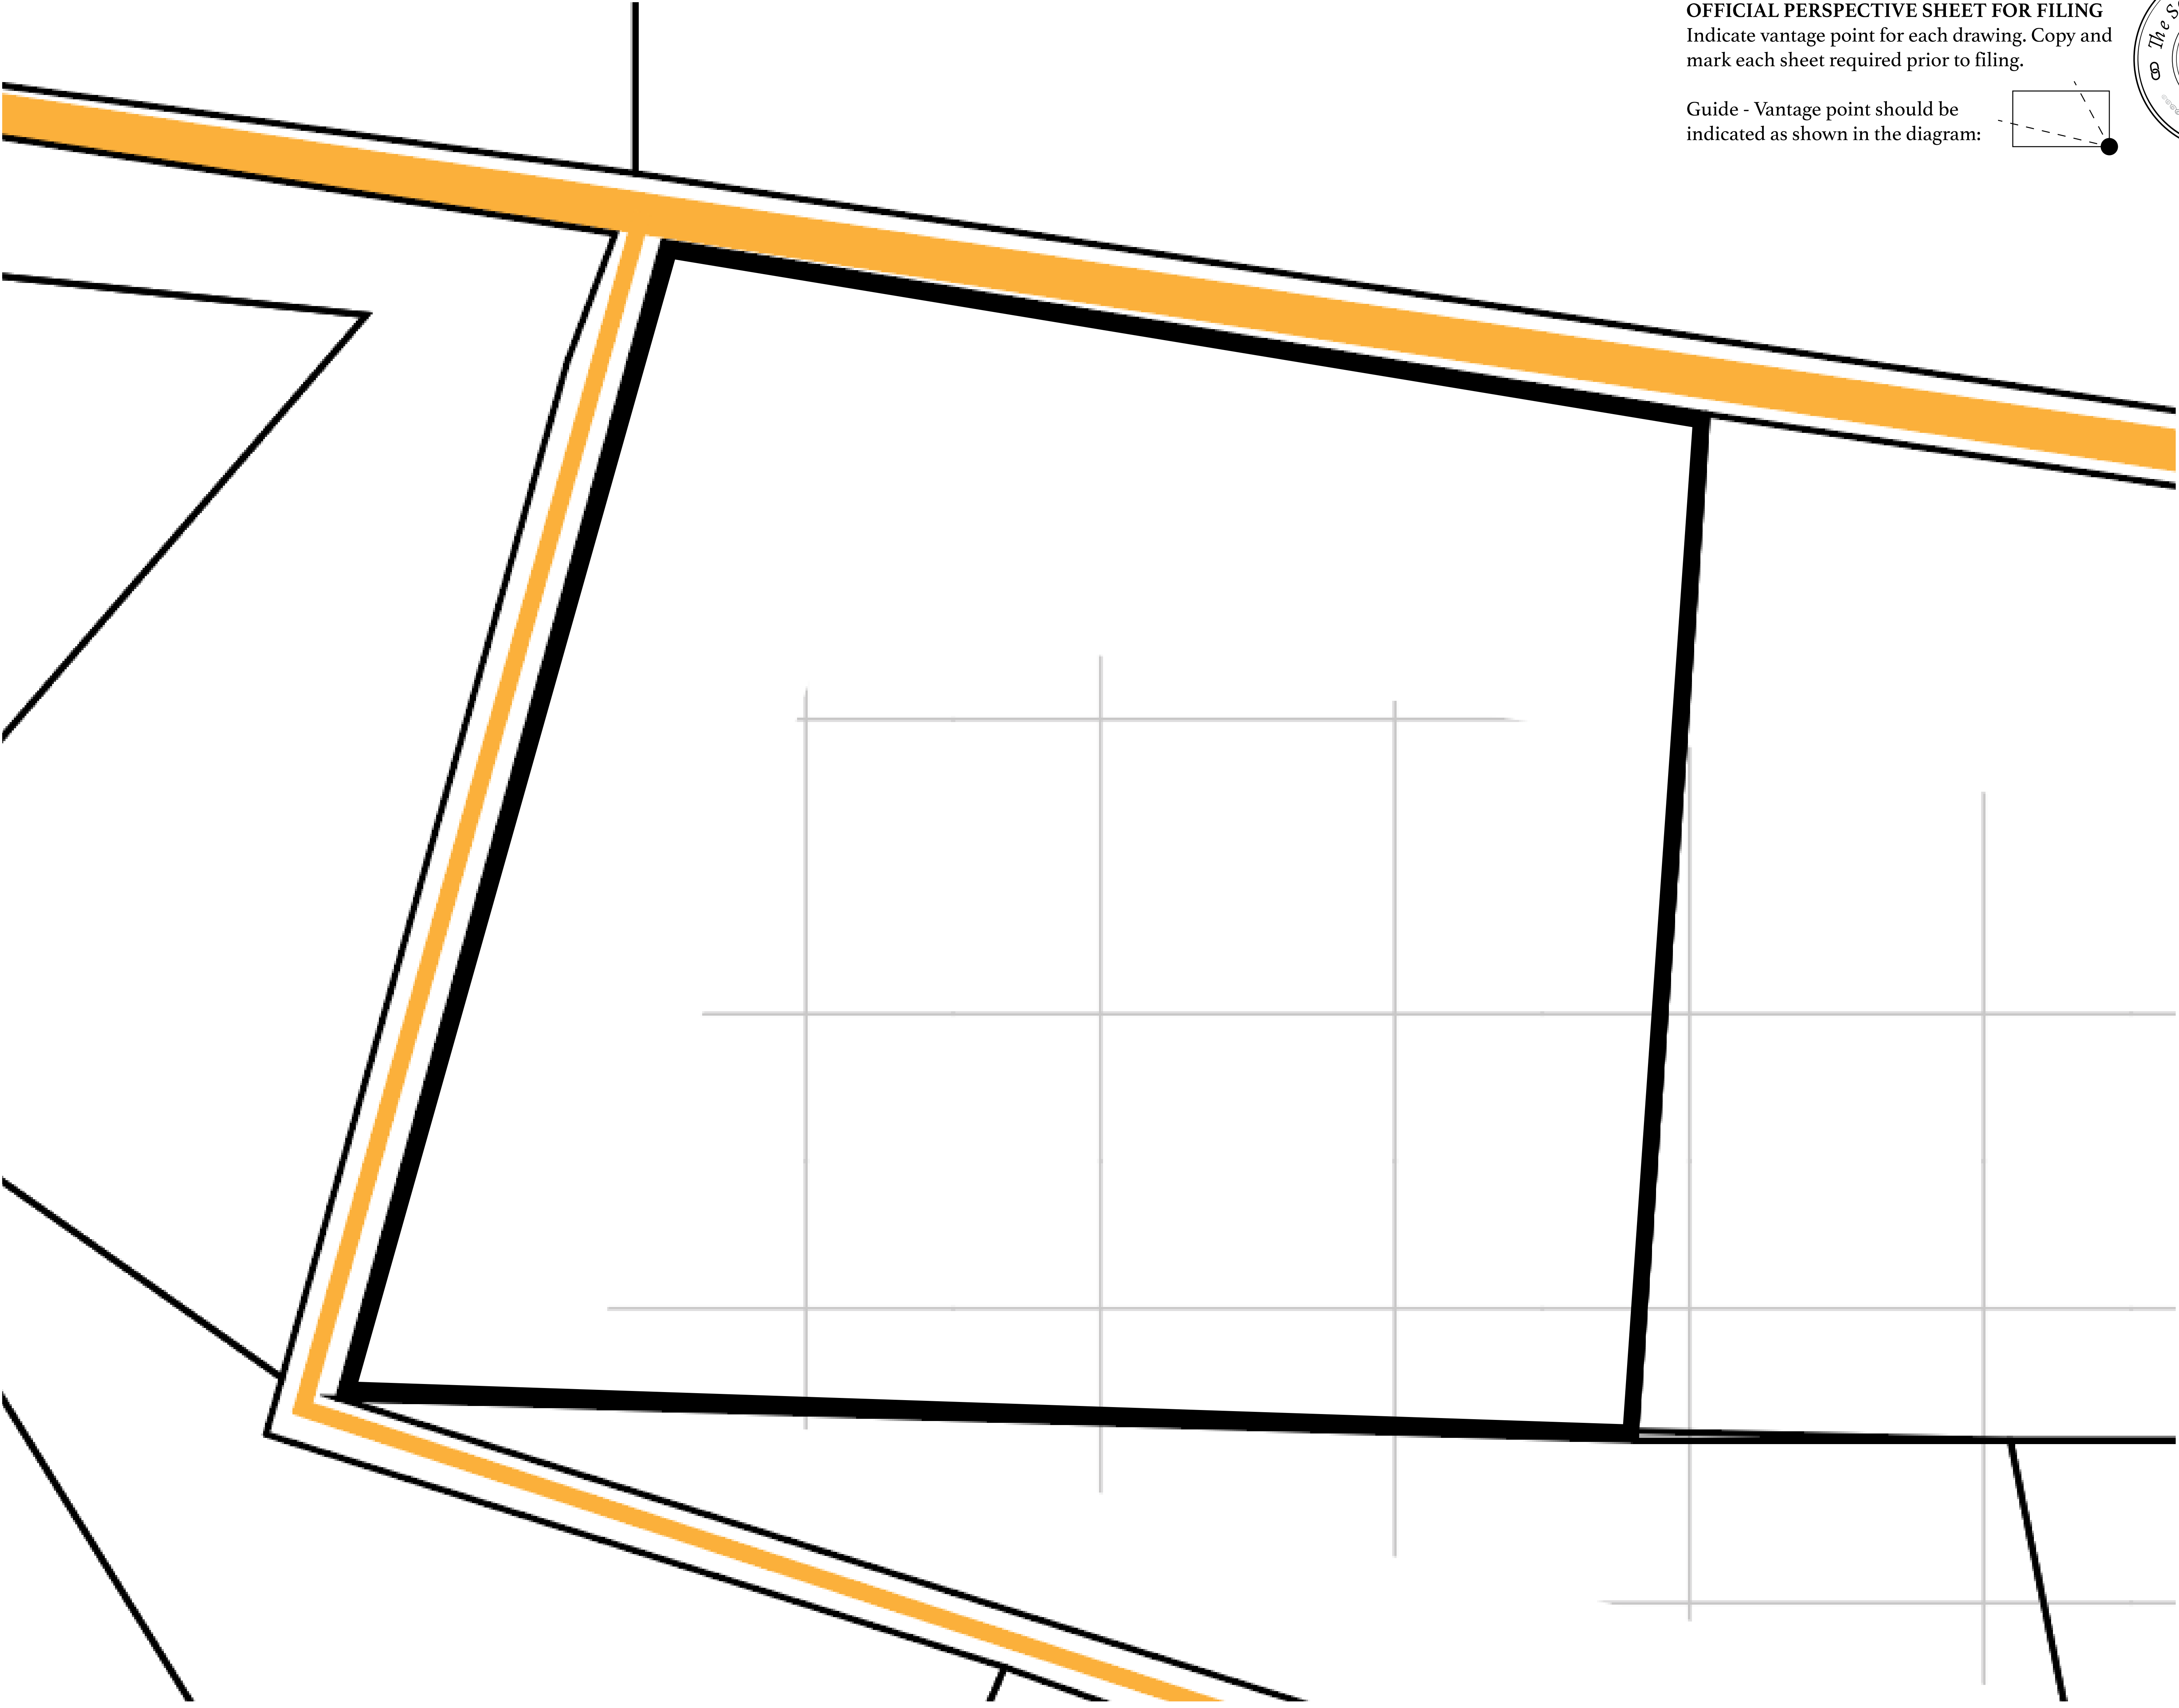 OFFICIAL PERSPECTIVE SHEET FOR FILING
Indicate vantage point for each drawing. Copy and
mark each sheet required prior to filing.
Guide - Vantage point should be
indicated as shown in the diagram:
The